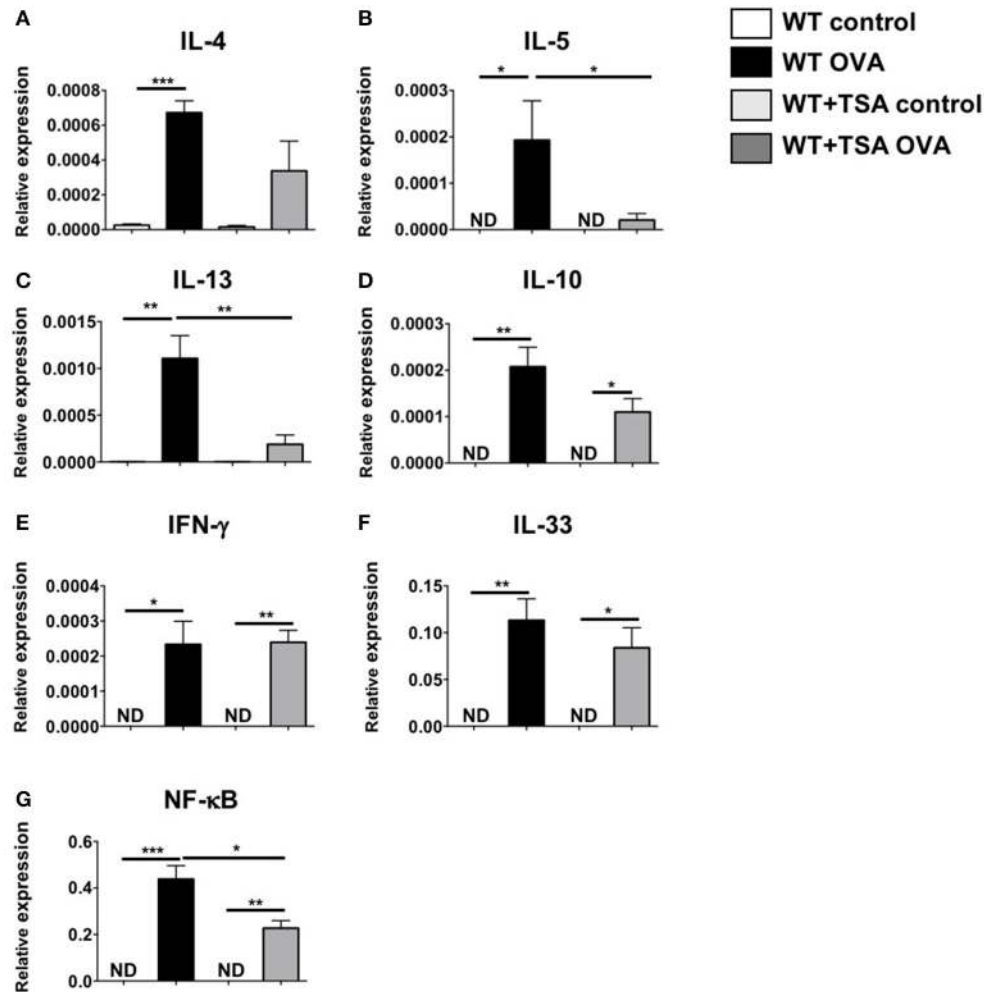 A
IL-4
Relative expression
0.0008
0.0006
0.0004
0.0002
0.0000
***
B
IL-5
Relative expression
0.0003
0.0002
0.0001
0.0000
*
*
ND
ND
WT control
WT OVA
WT+TSA control
WT+TSA OVA
C
IL-13
Relative expression
0.0015
0.0010
0.0005
0.0000
**
**
D
IL-10
Relative expression
0.0003
0.0002
0.0001
0.0000
**
*
ND
ND
E
IFN-γ
Relative expression
0.0004
0.0003
0.0002
0.0001
0.0000
*
**
ND
ND
F
IL-33
Relative expression
0.15
0.10
0.05
0.00
**
*
ND
ND
G
NF-κB
Relative expression
0.6
0.4
0.2
0.0
***
*
**
ND
ND